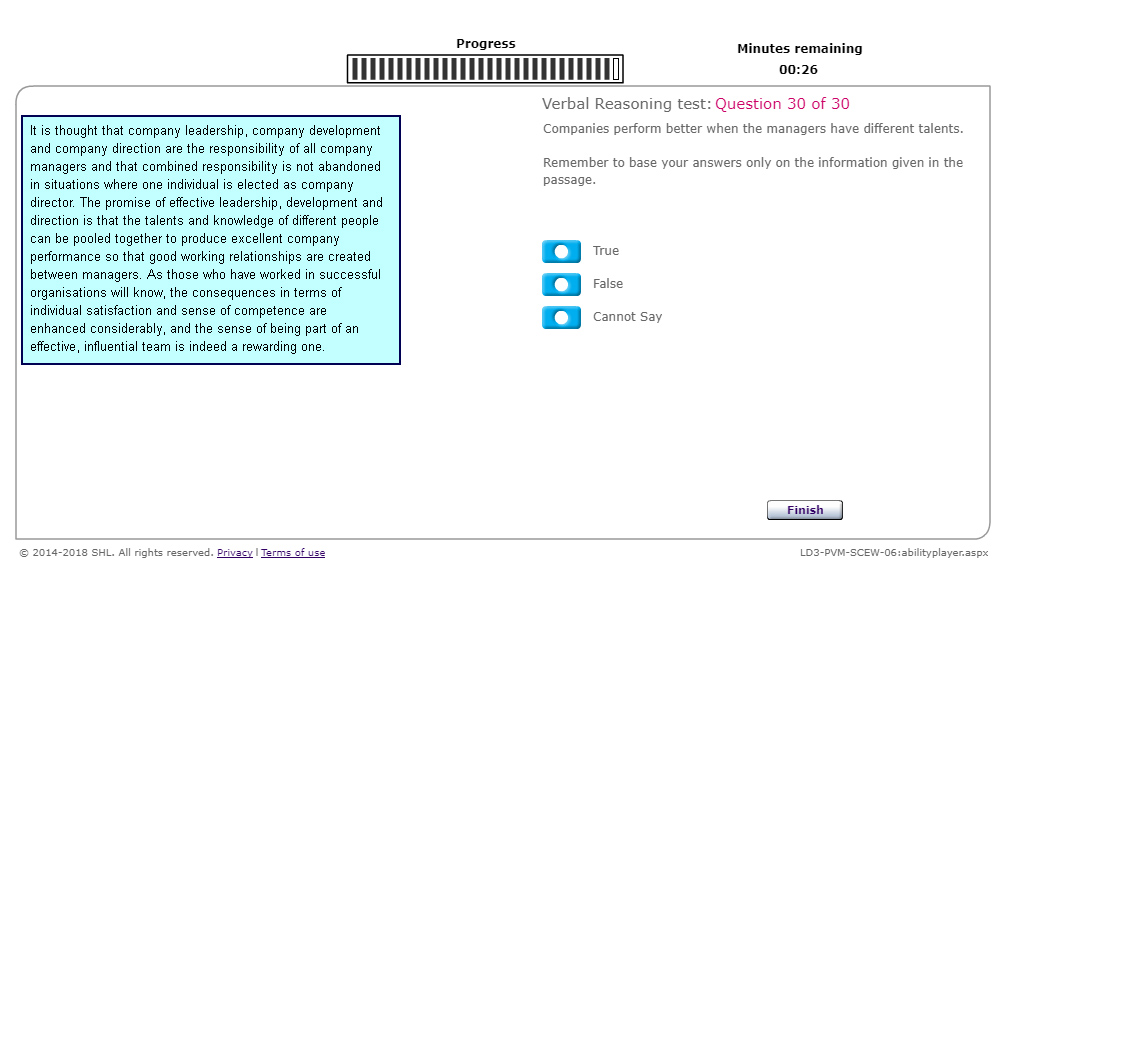 Progress
Minutes remaining
00:26
Verbal Reasoning test: Question 30 of 30
It is thought that company leadership, company development
and company direction are the responsibility of all company
managers and that combined responsibility is not abandoned
in situations where one individual is elected as company
director. The promise of effective leadership, development and
direction is that the talents and knowledge of different people
can be pooled together to produce excellent company
performance so that good working relationships are created
between managers. As those who have worked in successful
organisations will know, the consequences in terms of
individual satisfaction and sense of competence are
enhanced considerably, and the sense of being part of an
effective, influential team is indeed a rewarding one.
Companies perform better when the managers have different talents.
Remember to base your answers only on the information given in the
passage.
True
False
Cannot Say
Finish
© 2014-2018 SHL. All rights reserved. Privacy | Terms of use
LD3-PVM-SCEW-06:abilityplayer.aspx